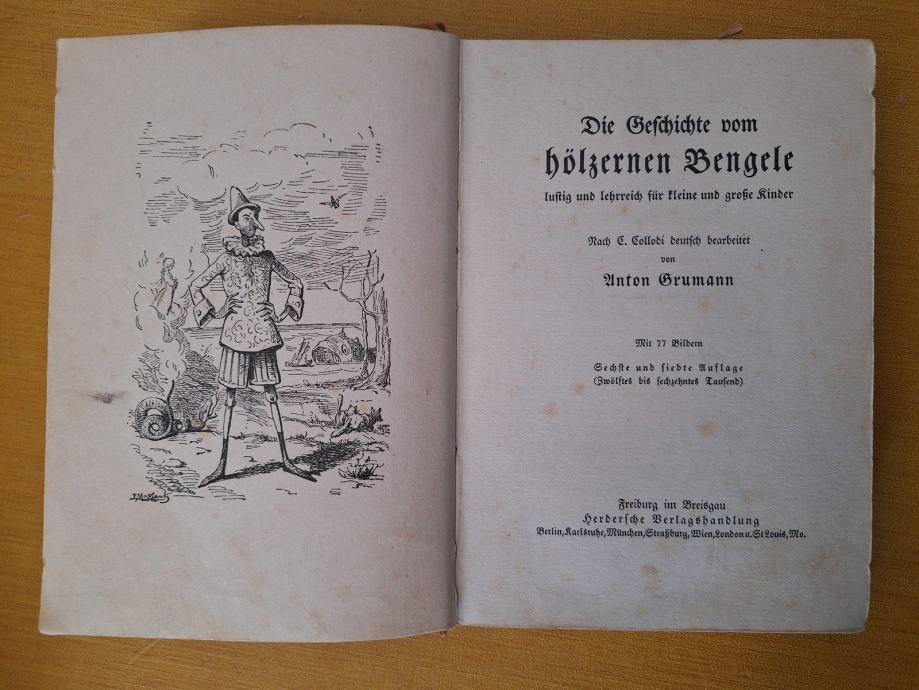 Die Geschichte vom
hölzernen Bengele
lustig und lehrreich für kleine und große Kinder
Nach C. Collodi deutsch bearbeitet
von
Anton Grumann
Mit 77 Bildern
Sechste und siebte Auflage
(Zwölftes bis sechzehntes Tausend)
Freiburg im Breisgau
Herdersche Verlagshandlung
Berlin, Karlsruhe, München, Straßburg, Wien, London u. St Louis, Mo.